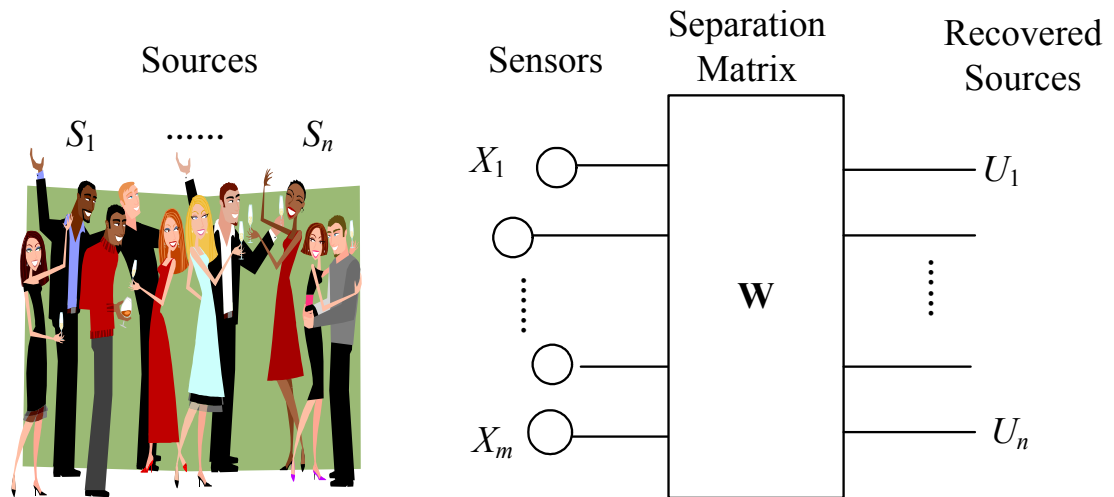 Sources
S1 ...... Sn
Sensors
X1
......
Xm
Separation
Matrix
W
Recovered
Sources
U1
......
Un